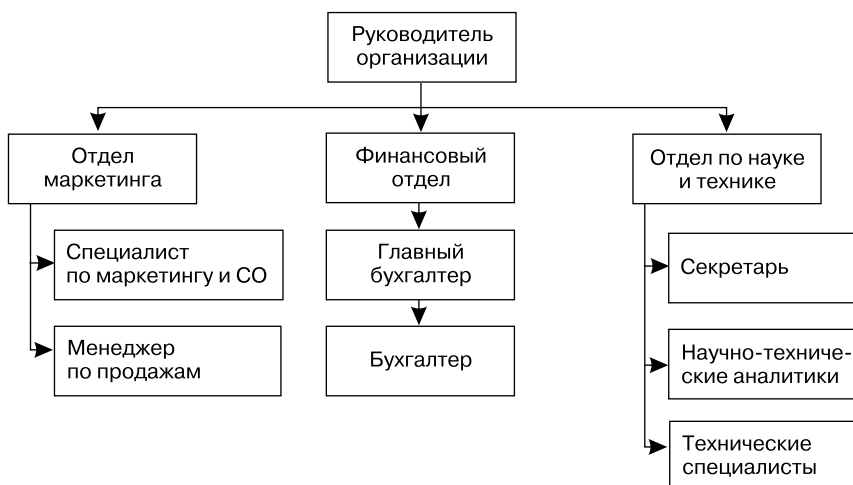 Руководитель
организации
Отдел
маркетинга
Финансовый
отдел
Отдел по науке
и технике
Специалист
по маркетингу и СО
Главный
бухгалтер
Секретарь
Менеджер
по продажам
Бухгалтер
Научно-техниче-
ские аналитики
Технические
специалисты